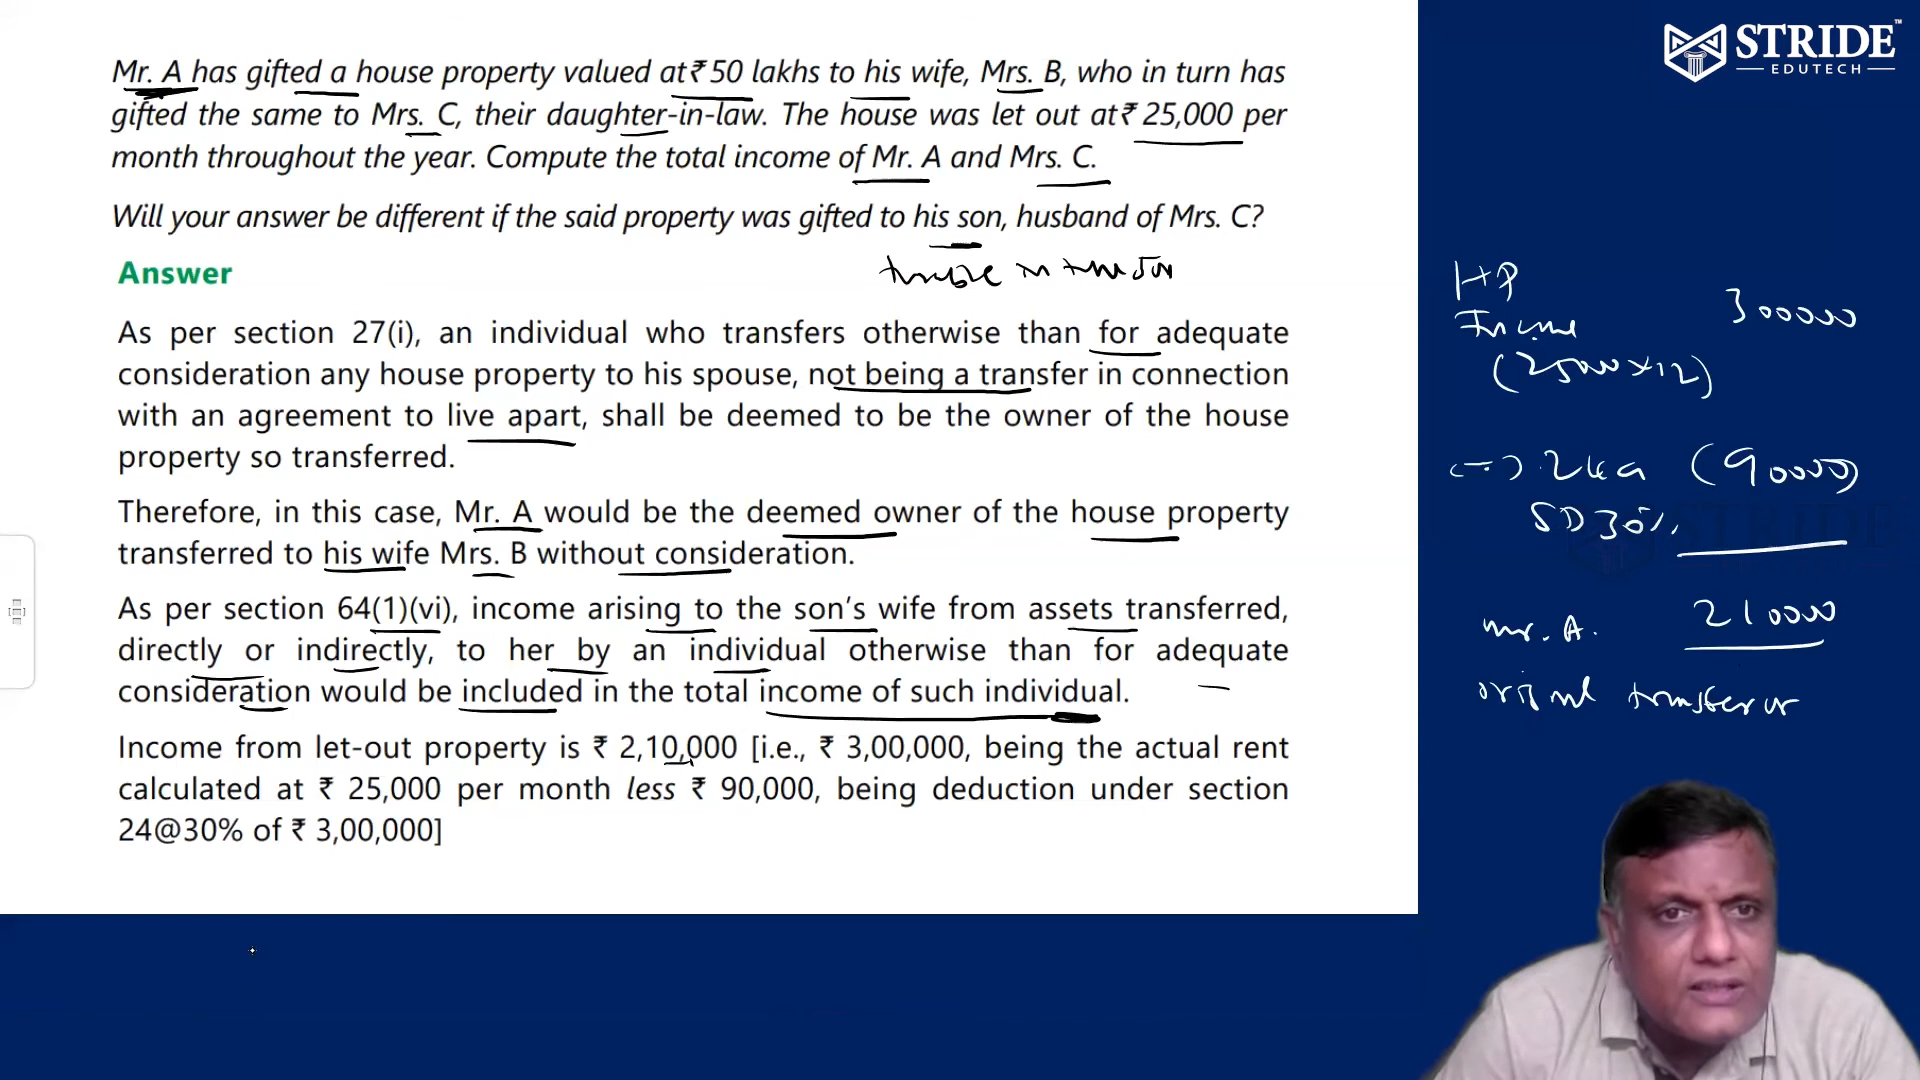 STRIDE
EDUTECH
TM
Mr. A has gifted a house property valued at ₹ 50 lakhs to his wife, Mrs. B, who in turn has
gifted the same to Mrs. C, their daughter-in-law. The house was let out at ₹ 25,000 per
month throughout the year. Compute the total income of Mr. A and Mrs. C.
Will your answer be different if the said property was gifted to his son, husband of Mrs. C?
Answer
As per section 27(i), an individual who transfers otherwise than for adequate
consideration any house property to his spouse, not being a transfer in connection
with an agreement to live apart, shall be deemed to be the owner of the house
property so transferred.
Therefore, in this case, Mr. A would be the deemed owner of the house property
transferred to his wife Mrs. B without consideration.
As per section 64(1)(vi), income arising to the son's wife from assets transferred,
directly or indirectly, to her by an individual otherwise than for adequate
consideration would be included in the total income of such individual.
Income from let-out property is ₹ 2,10,000 [i.e., ₹ 3,00,000, being the actual rent
calculated at ₹ 25,000 per month less ₹ 90,000, being deduction under section
24@30% of ₹ 3,00,000]
HP
Income 300000
(25000×12)
(-) 24a (90000)
SD 30%
Mr. A. 210000
original transferor